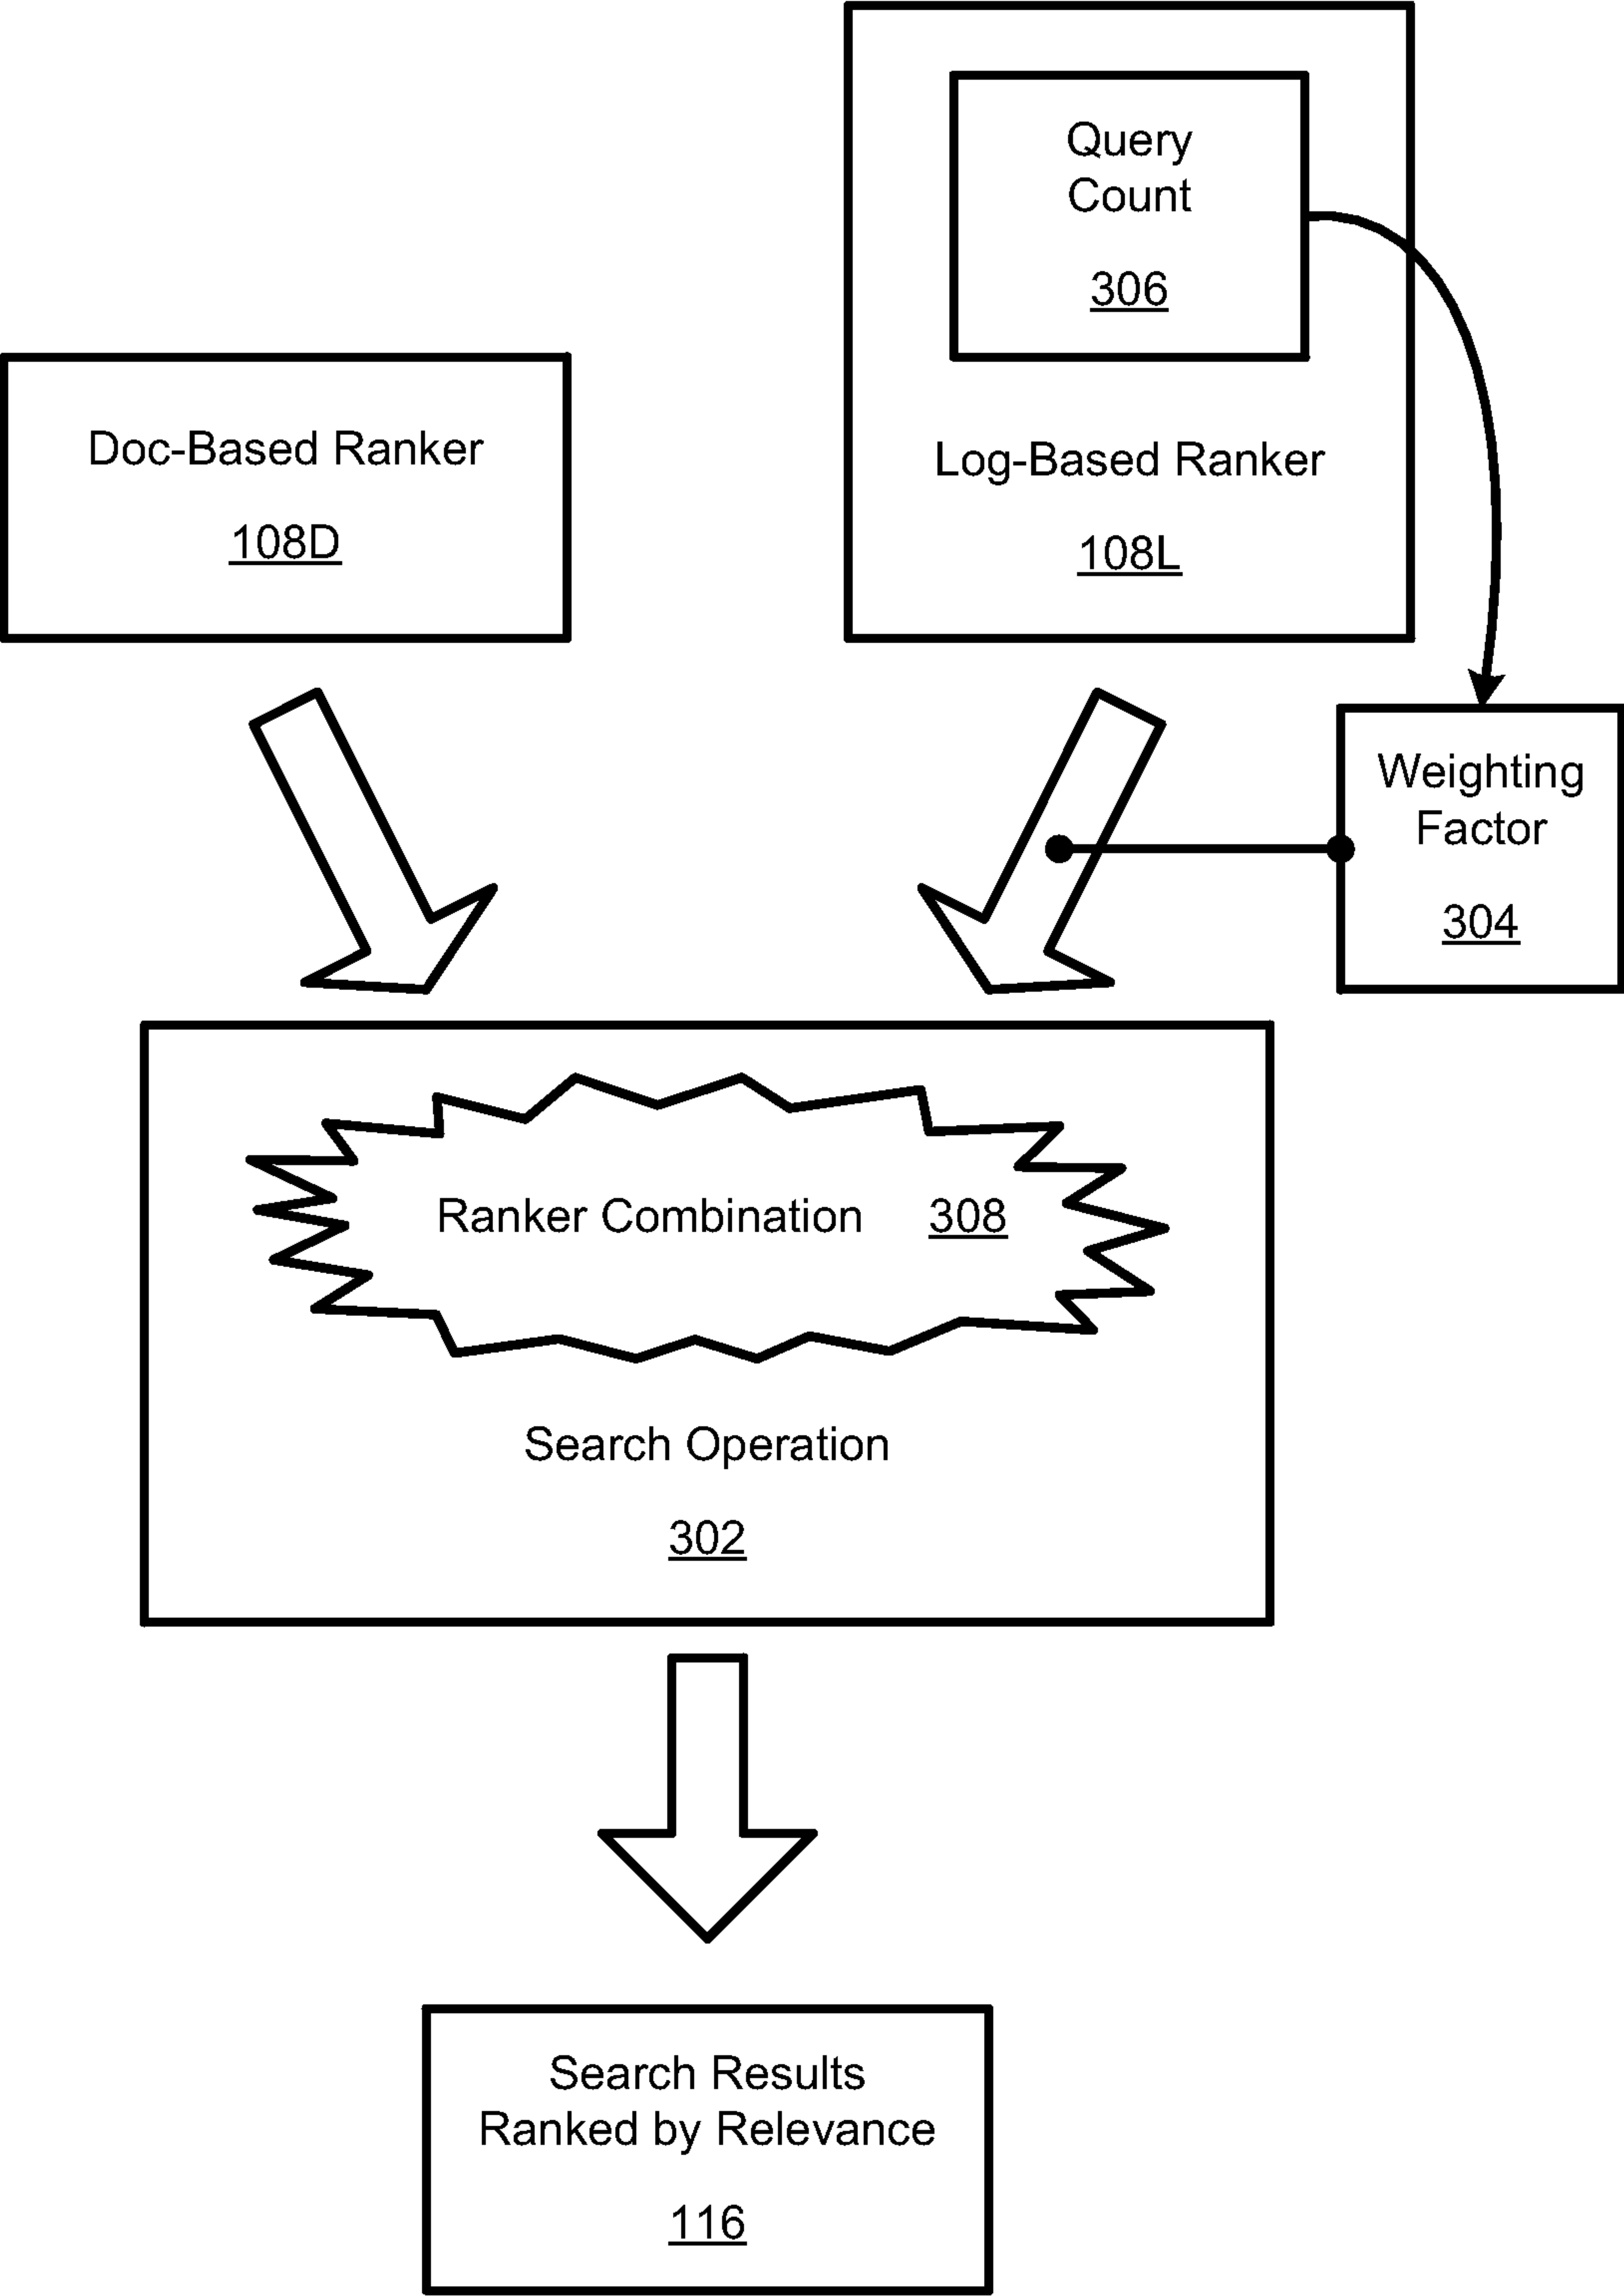 Query
Count
306
Doc-Based Ranker
108D
Log-Based Ranker
108L
Weighting
Factor
304
Ranker Combination 308
Search Operation
302
Search Results
Ranked by Relevance
116